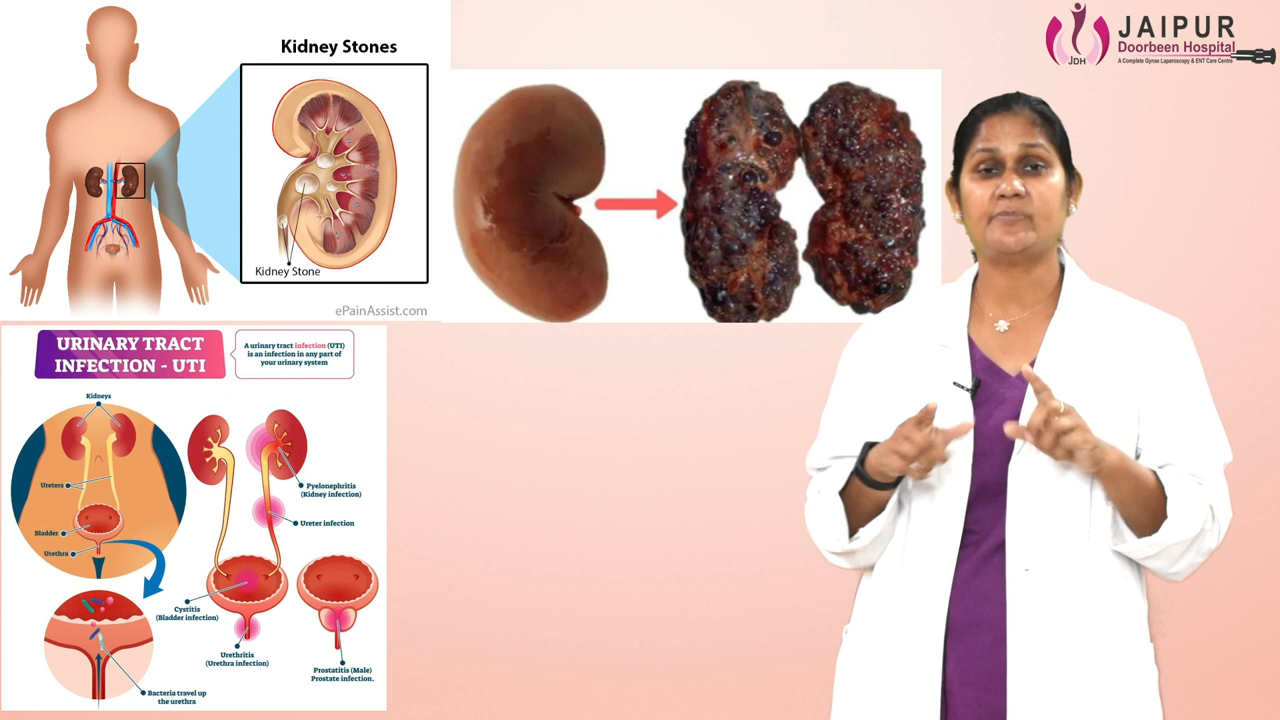 Kidney Stones
Kidney Stone
ePainAssist.com
JAIPUR
Doorbeen Hospital
JDH
A Complete Gynae Laparoscopy & ENT Care Centre
URINARY TRACT
INFECTION - UTI
A urinary tract infection (UTI)
is an infection in any part of
your urinary system
Kidneys
Ureters
Bladder
Urethra
Pyelonephritis
(Kidney infection)
Ureter infection
Cystitis
(Bladder infection)
Urethritis
(Urethra infection)
Prostatitis (Male)
Prostate infection.
Bacteria travel up
the urethra